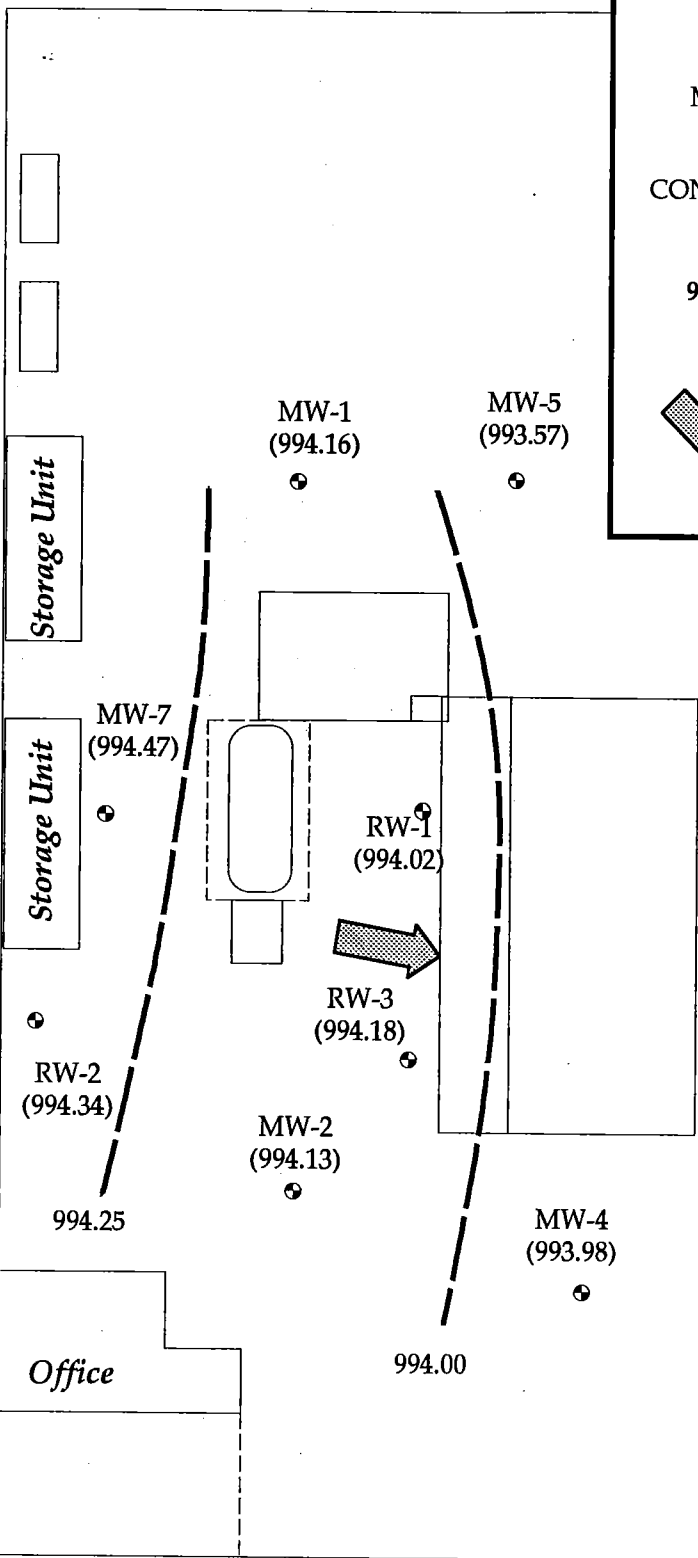 M
CON
9
MW-1
(994.16)
MW-5
(993.57)
Storage Unit
MW-7
(994.47)
Storage Unit
RW-1
(994.02)
RW-3
(994.18)
RW-2
(994.34)
MW-2
(994.13)
994.25
MW-4
(993.98)
994.00
Office